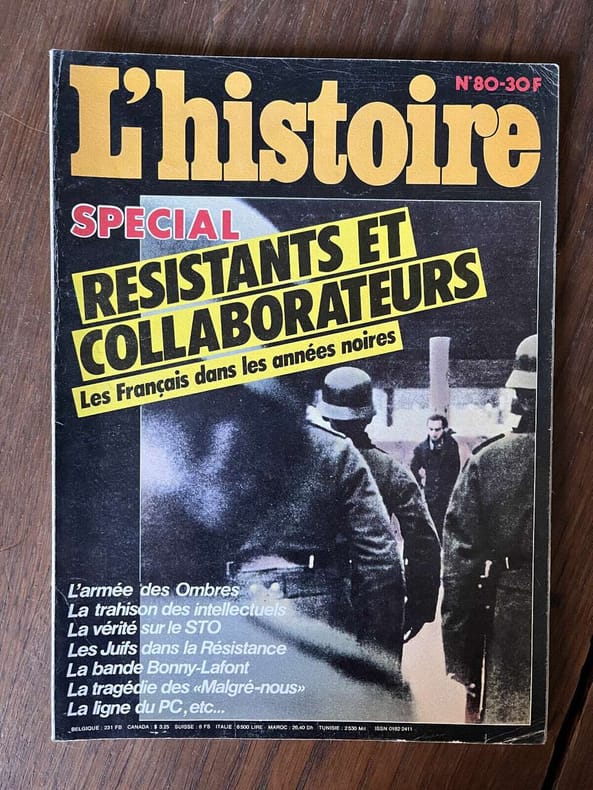 L'histoire
N°80-30F
SPECIAL
RESISTANTS ET
COLLABORATEURS
Les Français dans les années noires
L'armée des Ombres
La trahison des intellectuels
La vérité sur le STO
Les Juifs dans la Résistance
La bande Bonny-Lafont
La tragédie des «Malgré-nous»
La ligne du PC, etc...
BELGIQUE : 231 FB CANADA : $ 3.25 SUISSE : 8 FS ITALIE : 6500 LIRE MAROC : 26,40 Dh TUNISIE : 2530 Mil ISSN 0182 2411